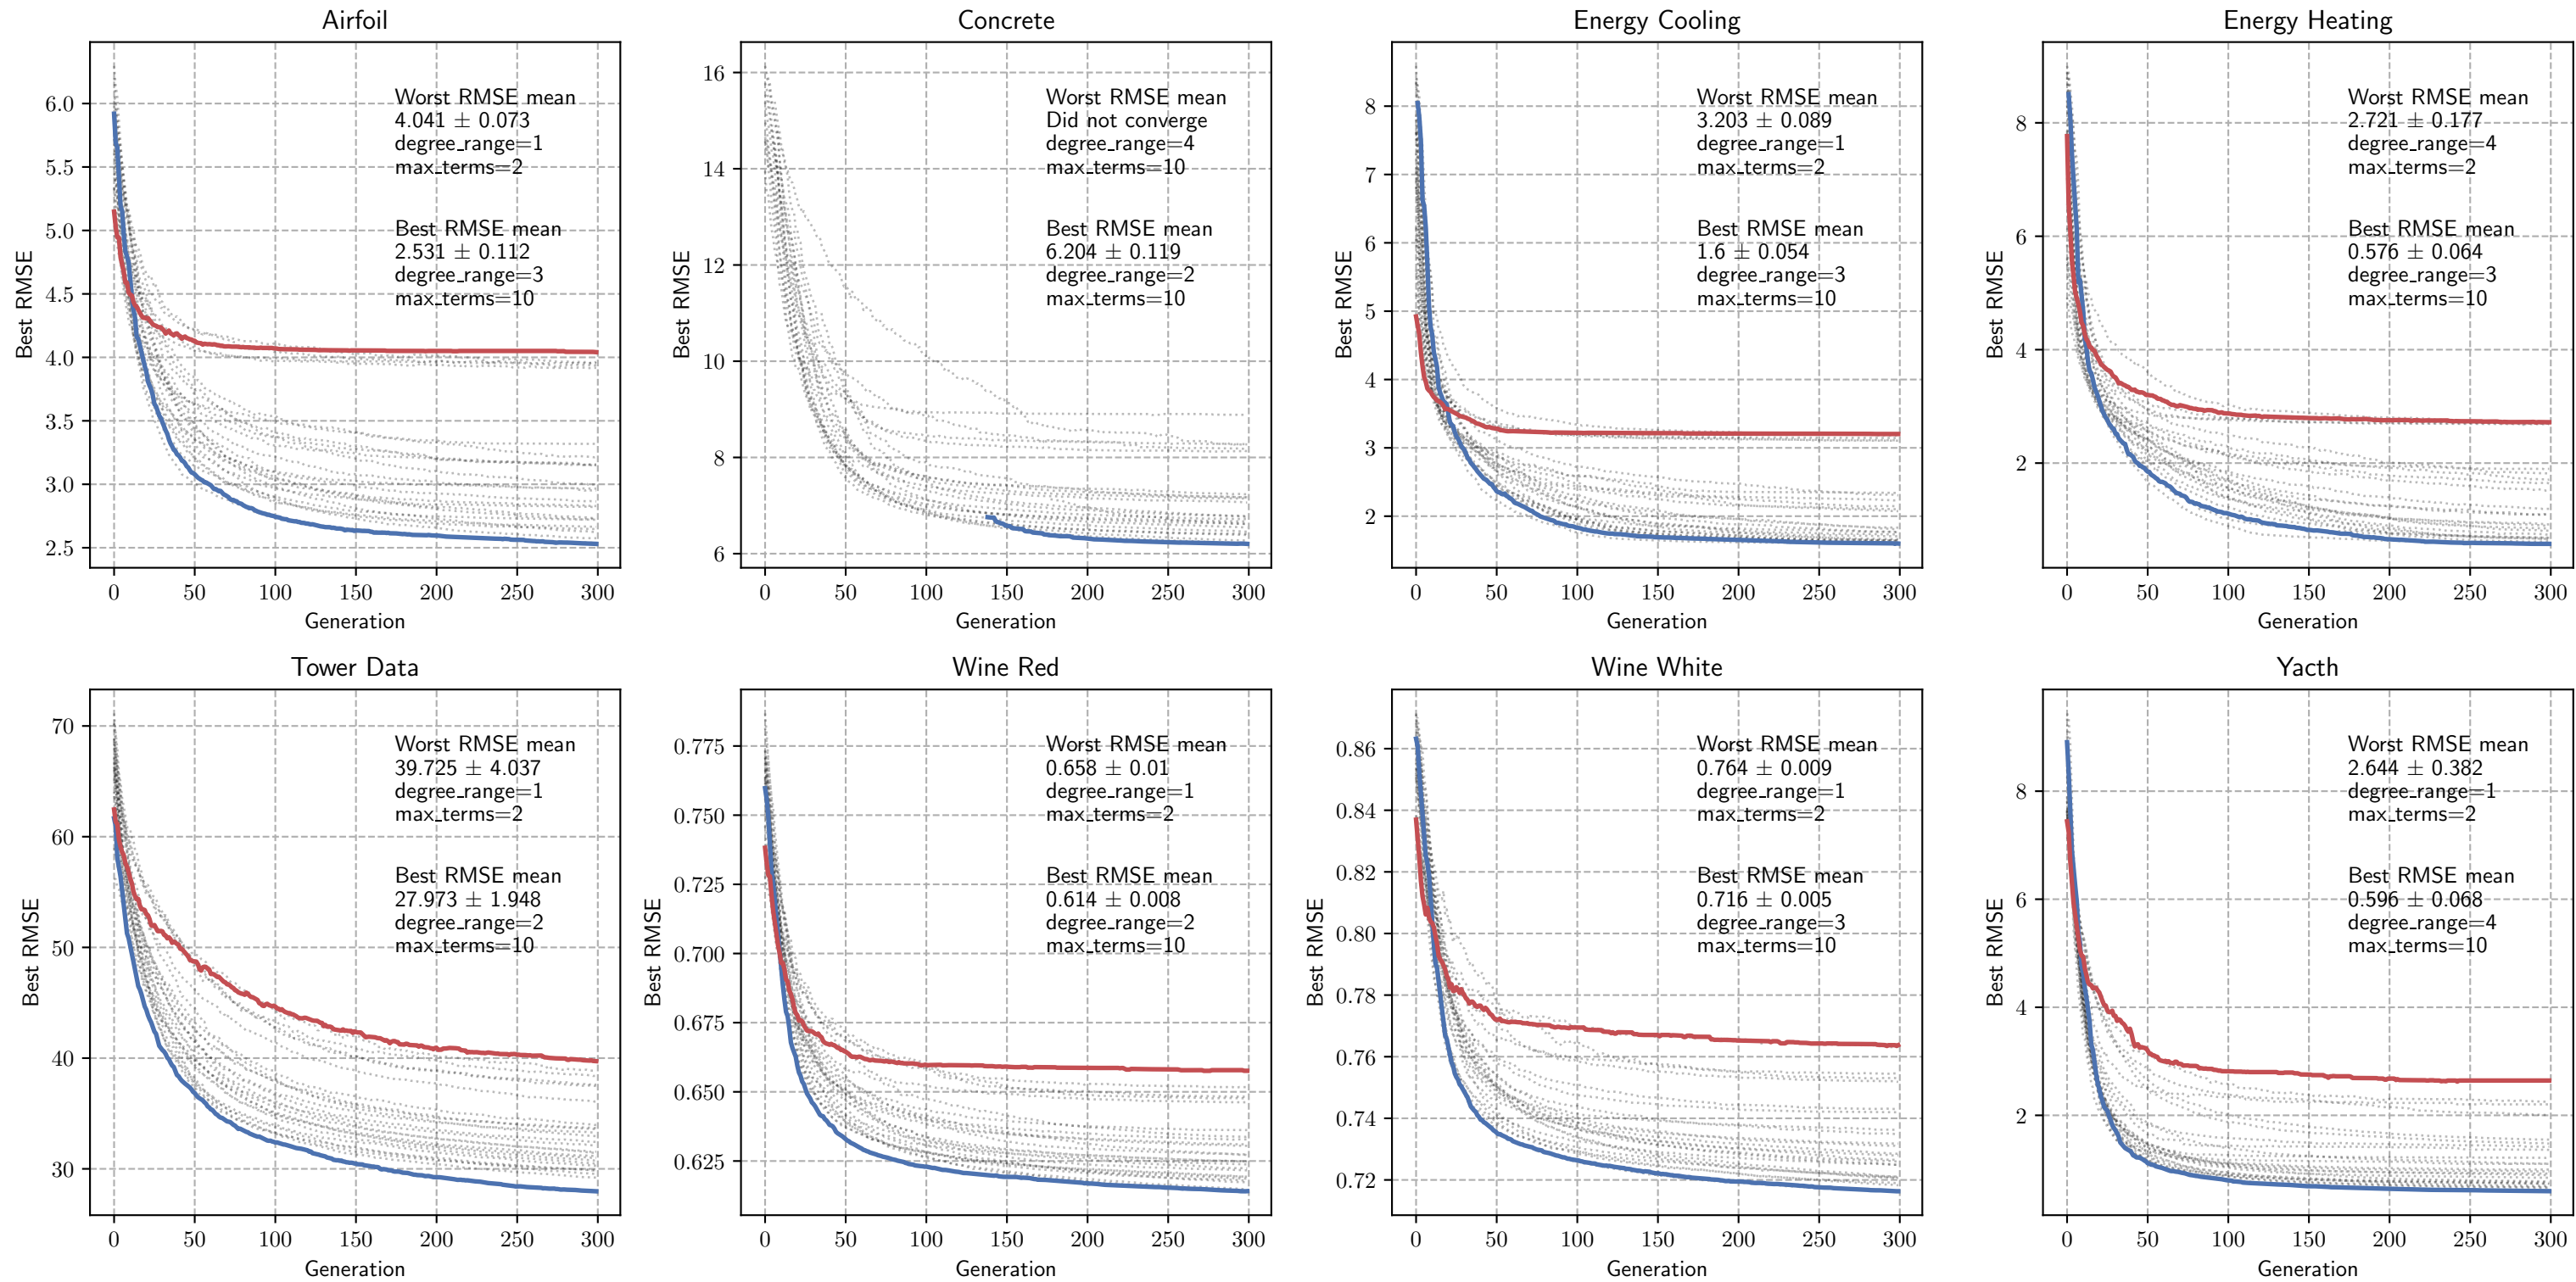 Airfoil
Best RMSE
6.0
5.5
5.0
4.5
4.0
3.5
3.0
2.5
Worst RMSE mean
4.041 ± 0.073
degree_range=1
max_terms=2
Best RMSE mean
2.531 ± 0.112
degree_range=3
max_terms=10
0 50 100 150 200 250 300
Generation
Concrete
Best RMSE
16
14
12
10
8
6
Worst RMSE mean
Did not converge
degree_range=4
max_terms=10
Best RMSE mean
6.204 ± 0.119
degree_range=2
max_terms=10
0 50 100 150 200 250 300
Generation
Energy Cooling
Best RMSE
8
7
6
5
4
3
2
Worst RMSE mean
3.203 ± 0.089
degree_range=1
max_terms=2
Best RMSE mean
1.6 ± 0.054
degree_range=3
max_terms=10
0 50 100 150 200 250 300
Generation
Energy Heating
Best RMSE
8
6
4
2
Worst RMSE mean
2.721 ± 0.177
degree_range=4
max_terms=2
Best RMSE mean
0.576 ± 0.064
degree_range=3
max_terms=10
0 50 100 150 200 250 300
Generation
Tower Data
Best RMSE
70
60
50
40
30
Worst RMSE mean
39.725 ± 4.037
degree_range=1
max_terms=2
Best RMSE mean
27.973 ± 1.948
degree_range=2
max_terms=10
0 50 100 150 200 250 300
Generation
Wine Red
Best RMSE
0.775
0.750
0.725
0.700
0.675
0.650
0.625
Worst RMSE mean
0.658 ± 0.01
degree_range=1
max_terms=2
Best RMSE mean
0.614 ± 0.008
degree_range=2
max_terms=10
0 50 100 150 200 250 300
Generation
Wine White
Best RMSE
0.86
0.84
0.82
0.80
0.78
0.76
0.74
0.72
Worst RMSE mean
0.764 ± 0.009
degree_range=1
max_terms=2
Best RMSE mean
0.716 ± 0.005
degree_range=3
max_terms=10
0 50 100 150 200 250 300
Generation
Yacth
Best RMSE
8
6
4
2
Worst RMSE mean
2.644 ± 0.382
degree_range=1
max_terms=2
Best RMSE mean
0.596 ± 0.068
degree_range=4
max_terms=10
0 50 100 150 200 250 300
Generation